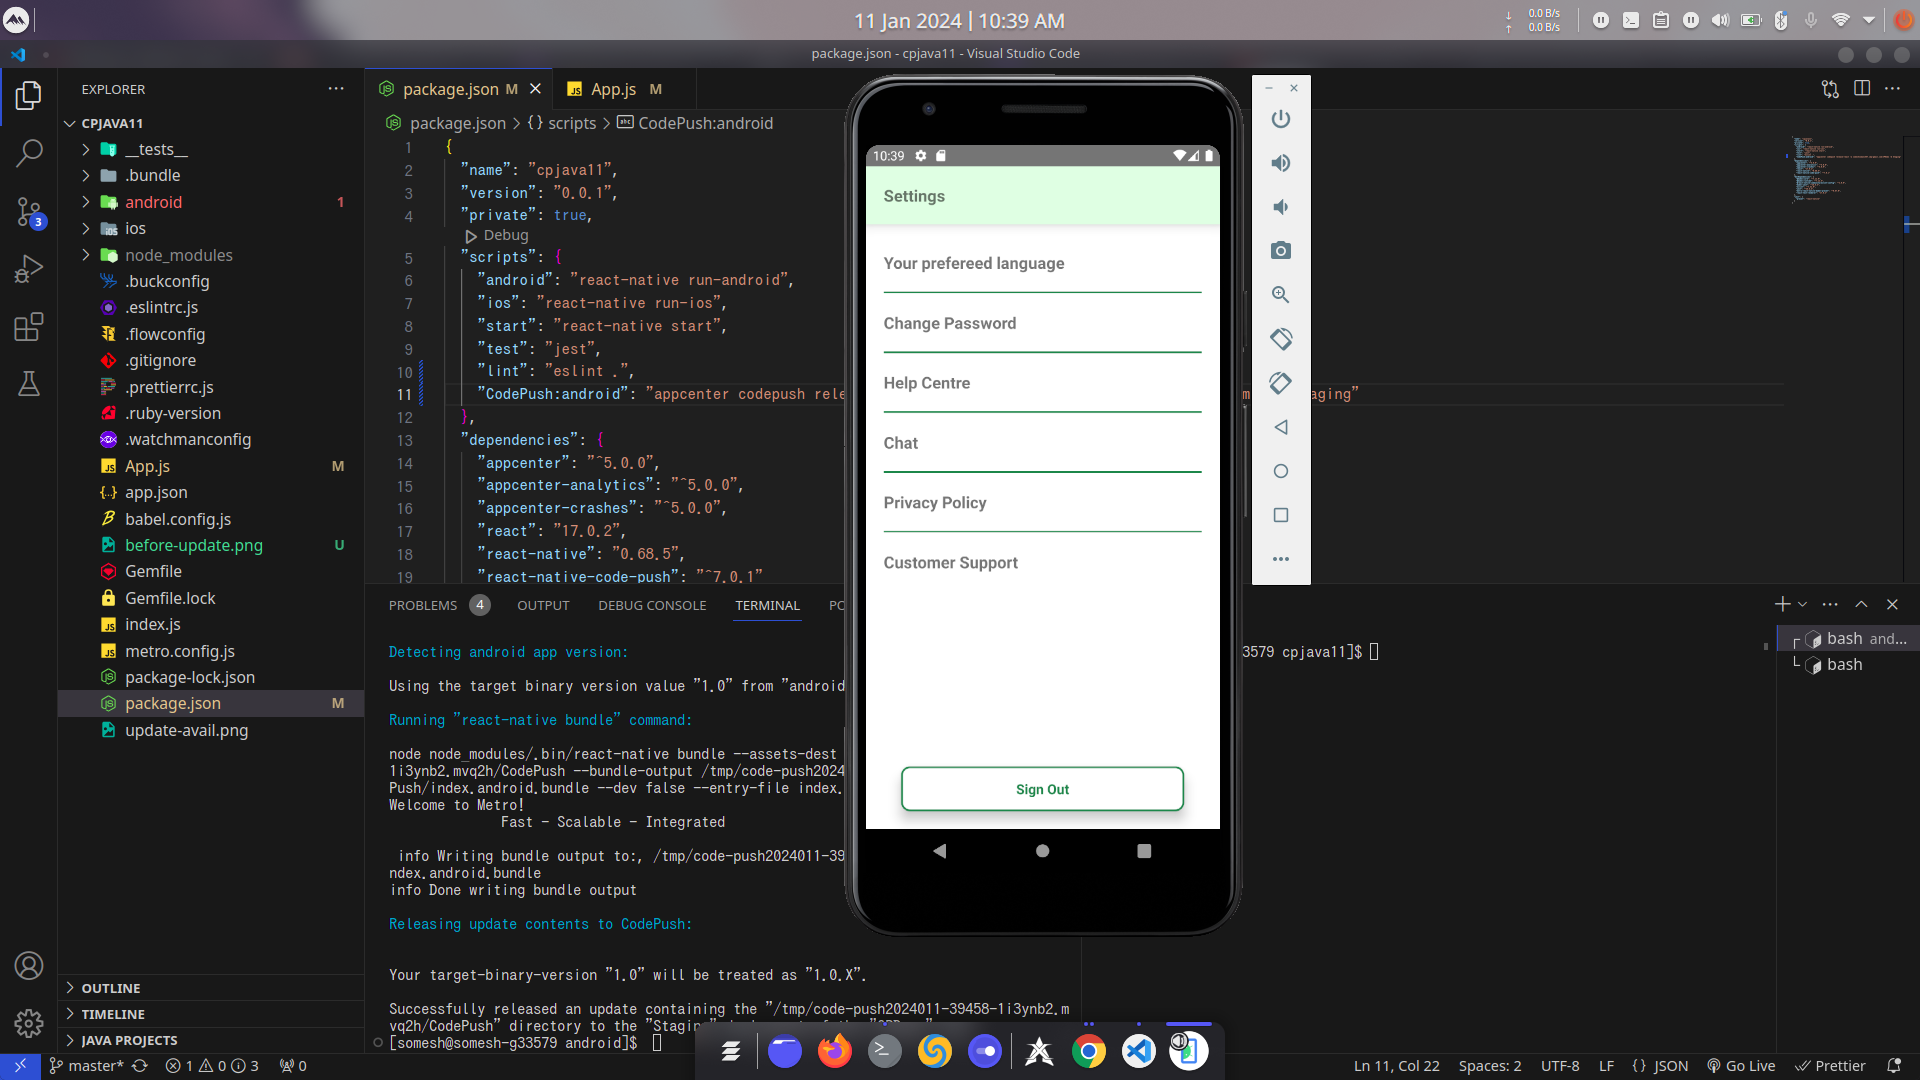 11 Jan 2024 | 10:39 AM
0.0 B/s
0.0 B/s
package.json - cpjava11 - Visual Studio Code
EXPLORER
CPJAVA11
__tests__
.bundle
android 1
ios
node_modules
.buckconfig
.eslintrc.js
.flowconfig
.gitignore
.prettierrc.js
.ruby-version
.watchmanconfig
App.js M
app.json
babel.config.js
before-update.png U
Gemfile
Gemfile.lock
index.js
metro.config.js
package-lock.json
package.json M
update-avail.png
OUTLINE
TIMELINE
JAVA PROJECTS
3
package.json M
App.js M
package.json > {} scripts > CodePush:android
1 {
2 "name": "cpjava11",
3 "version": "0.0.1",
4 "private": true,
Debug
5 "scripts": {
6 "android": "react-native run-android",
7 "ios": "react-native run-ios",
8 "start": "react-native start",
9 "test": "jest",
10 "lint": "eslint .",
11 "CodePush:android": "appcenter codepush rele
aging"
12 },
13 "dependencies": {
14 "appcenter": "^5.0.0",
15 "appcenter-analytics": "^5.0.0",
16 "appcenter-crashes": "^5.0.0",
17 "react": "17.0.2",
18 "react-native": "0.68.5",
19 "react-native-code-push": "^7.0.1"
PROBLEMS 4 OUTPUT DEBUG CONSOLE TERMINAL PO
Detecting android app version:
Using the target binary version value "1.0" from "android
Running "react-native bundle" command:
node node_modules/.bin/react-native bundle --assets-dest
1i3ynb2.mvq2h/CodePush --bundle-output /tmp/code-push2024
Push/index.android.bundle --dev false --entry-file index.
Welcome to Metro!
Fast - Scalable - Integrated
info Writing bundle output to:, /tmp/code-push2024011-39
ndex.android.bundle
info Done writing bundle output
Releasing update contents to CodePush:
Your target-binary-version "1.0" will be treated as "1.0.X".
Successfully released an update containing the "/tmp/code-push2024011-39458-1i3ynb2.m
vq2h/CodePush" directory to the "Stagin
[somesh@somesh-g33579 android]$
3579 cpjava11]$
bash and...
bash
10:39
Settings
Your prefereed language
Change Password
Help Centre
Chat
Privacy Policy
Customer Support
Sign Out
master* 1 0 3 0
Ln 11, Col 22 Spaces: 2 UTF-8 LF {} JSON Go Live Prettier